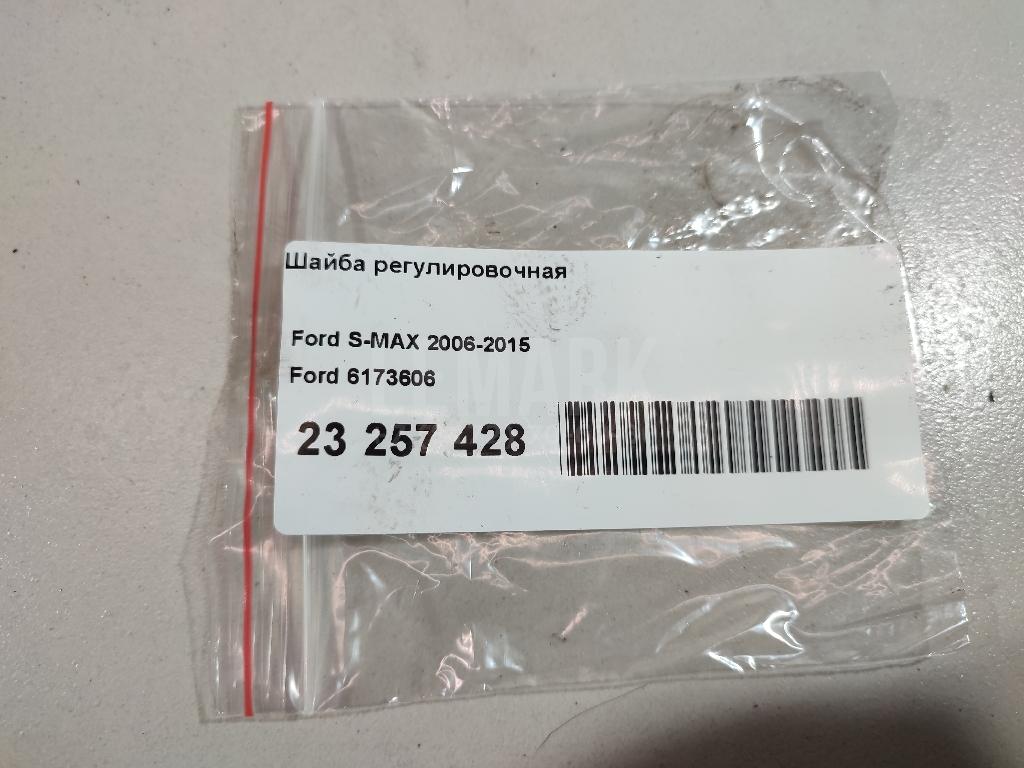 Шайба регулировочная
Ford S-MAX 2006-2015
Ford 6173606
23 257 428